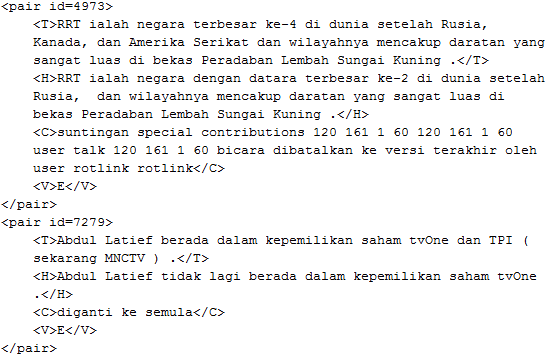 <pair id=4973>
<T>RRT ialah negara terbesar ke-4 di dunia setelah Rusia,
Kanada, dan Amerika Serikat dan wilayahnya mencakup daratan yang
sangat luas di bekas Peradaban Lembah Sungai Kuning .</T>
<H>RRT ialah negara dengan datara terbesar ke-2 di dunia setelah
Rusia,  dan wilayahnya mencakup daratan yang sangat luas di
bekas Peradaban Lembah Sungai Kuning .</H>
<C>suntingan special contributions 120 161 1 60 120 161 1 60
user talk 120 161 1 60 bicara dibatalkan ke versi terakhir oleh
user rotlink rotlink</C>
<V>E</V>
</pair>
<pair id=7279>
<T>Abdul Latief berada dalam kepemilikan saham tvOne dan TPI (
sekarang MNCTV ) .</T>
<H>Abdul Latief tidak lagi berada dalam kepemilikan saham tvOne
.</H>
<C>diganti ke semula</C>
<V>E</V>
</pair>